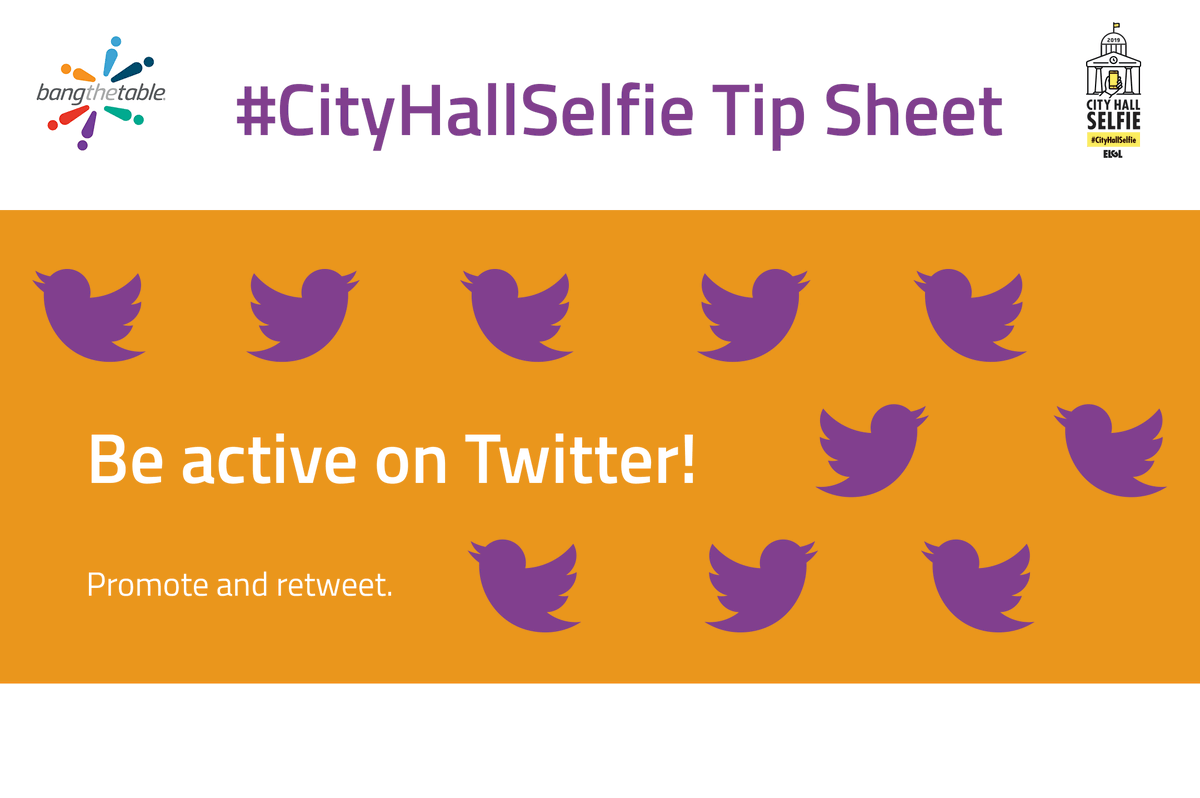 bangthetable.
#CityHallSelfie Tip Sheet
2019
CITY HALL
SELFIE
#CityHallSelfie
ELGL
Be active on Twitter!
Promote and retweet.